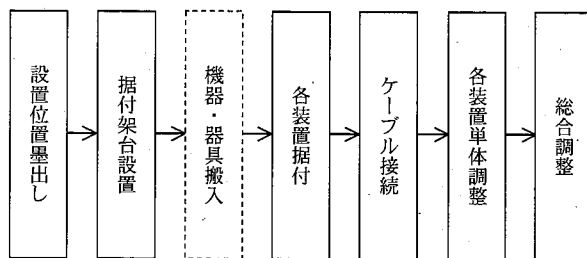 設置位置墨出し
据付架台設置
機器・器具搬入
各装置据付
ケーブル接続
各装置単体調整
総合調整